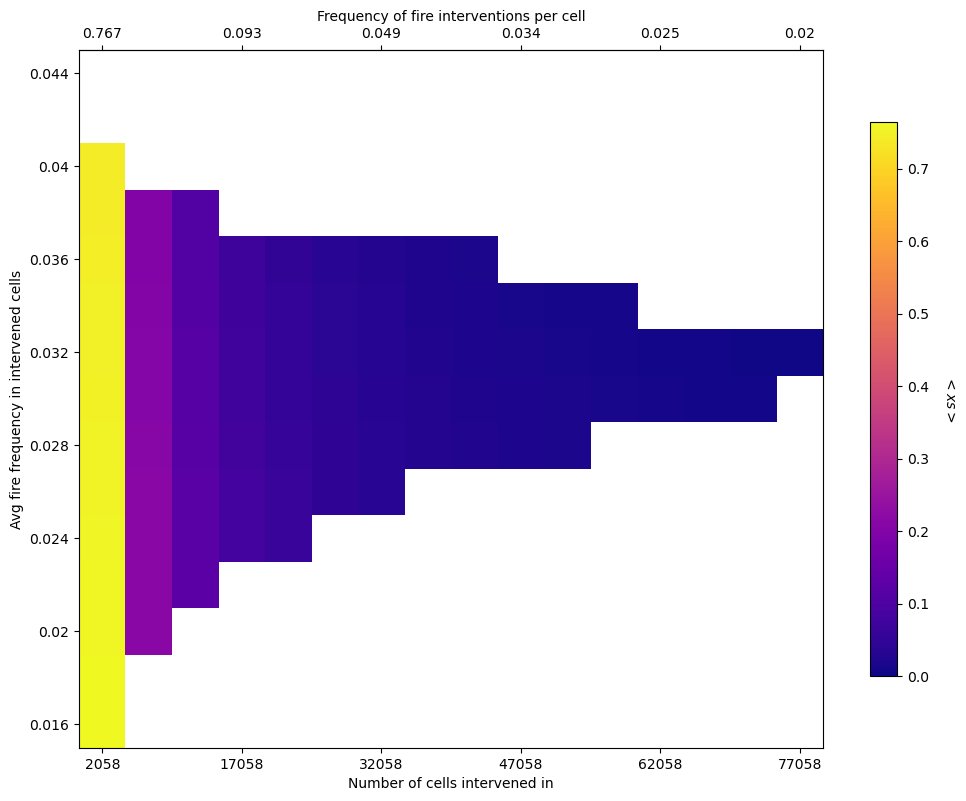 Frequency of fire interventions per cell
0.767 0.093 0.049 0.034 0.025 0.02
0.044
0.04
0.036
0.032
0.028
0.024
0.02
0.016
Avg fire frequency in intervened cells
2058 17058 32058 47058 62058 77058
Number of cells intervened in
0.7
0.6
0.5
0.4
0.3
0.2
0.1
0.0
<xs>